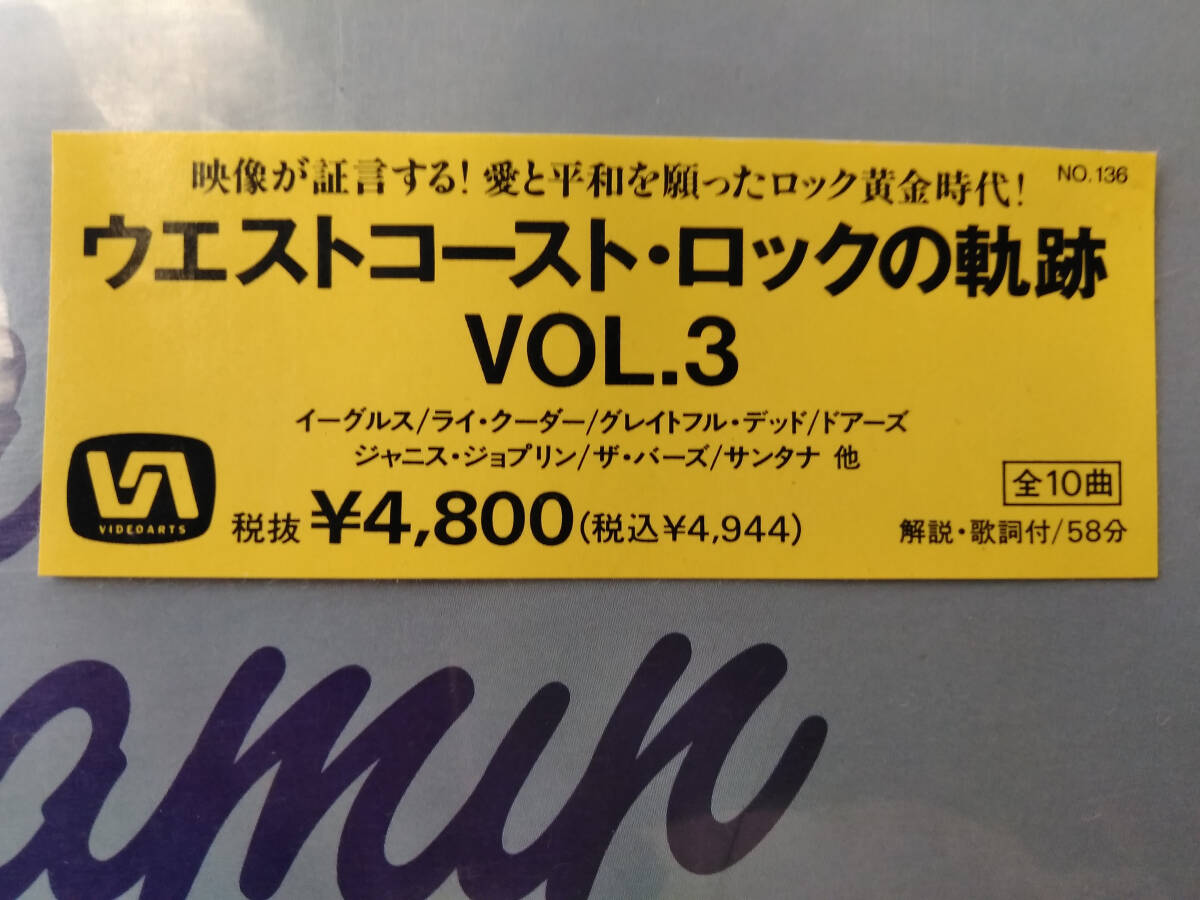 映像が証言する!愛と平和を願ったロック黄金時代!
NO.136
ウエストコースト・ロックの軌跡
VOL.3
イーグルス/ライ・クーダー/グレイトフル・デッド/ドアーズ
ジャニス・ジョプリン/ザ・バーズ/サンタナ 他
VIDEOARTS
税抜 ¥4,800(税込¥4,944)
全10曲
解説・歌詞付/58分